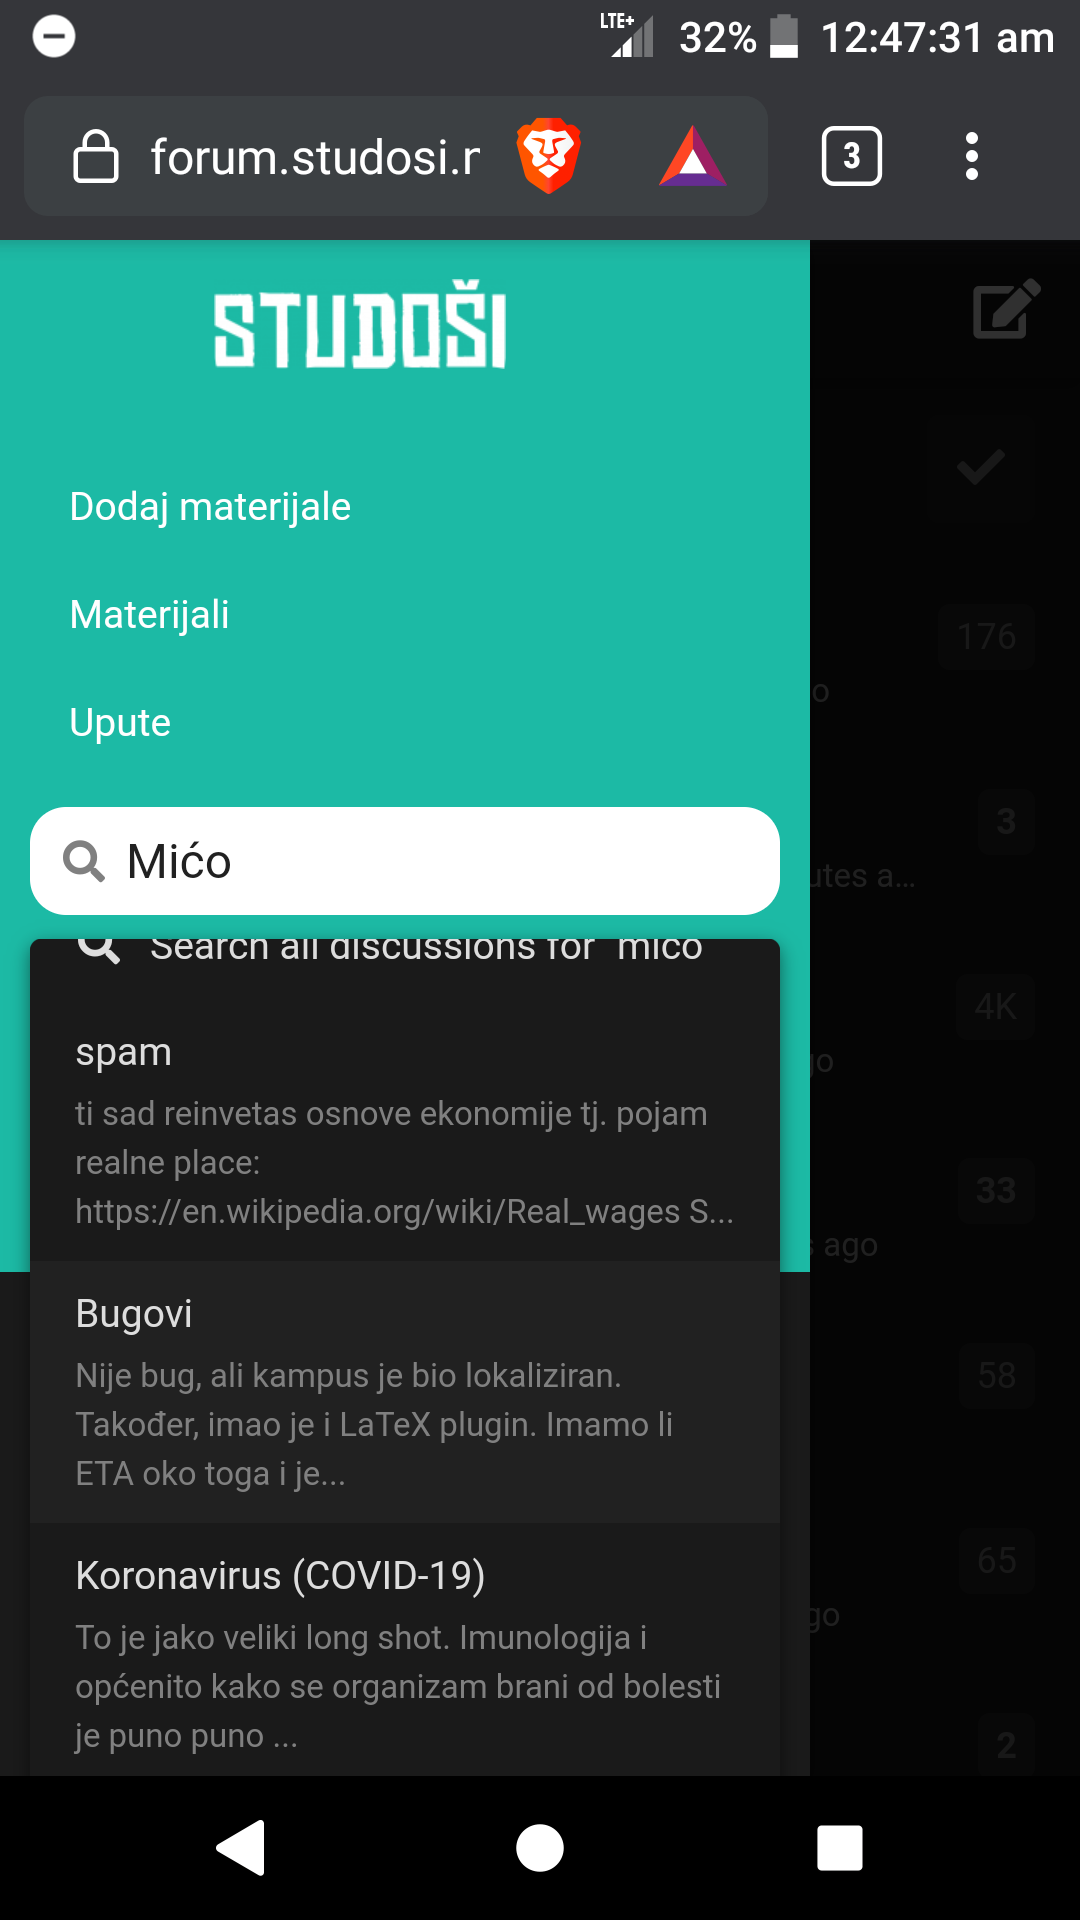 LTE+ 32% 12:47:31 am
forum.studosi.r 3
STUDOŠI
Dodaj materijale
176
Materijali
o
Upute
3
Mićo
utes a...
Search all discussions for mićo
4K
spam
go
ti sad reinvetas osnove ekonomije tj. pojam
realne place:
33
https://en.wikipedia.org/wiki/Real_wages S...
s ago
Bugovi
58
Nije bug, ali kampus je bio lokaliziran.
Također, imao je i LaTeX plugin. Imamo li
ETA oko toga i je...
65
Koronavirus (COVID-19)
go
To je jako veliki long shot. Imunologija i
općenito kako se organizam brani od bolesti
je puno puno ...
2